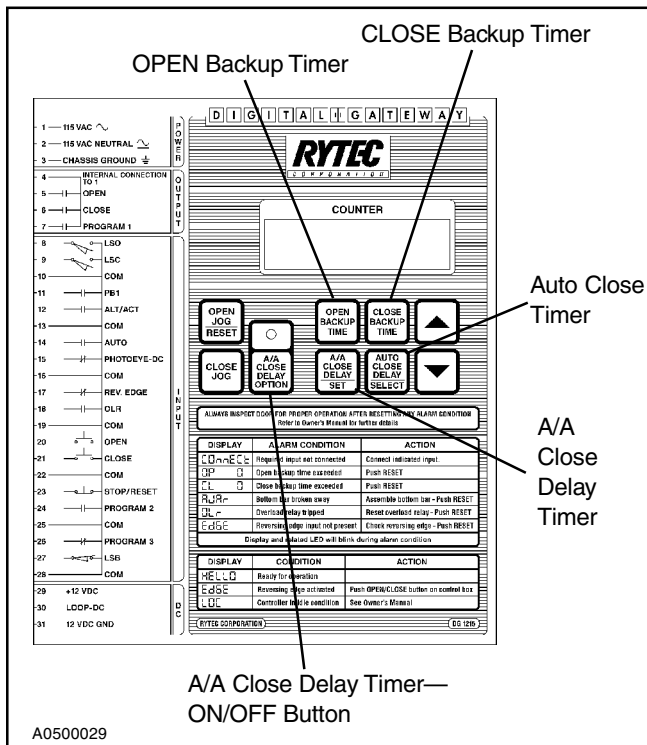 CLOSE Backup Timer
OPEN Backup Timer
DIGITAL GATEWAY
RYTEC
CORPORATION
COUNTER
1 115 VAC
2 115 VAC NEUTRAL
3 CHASSIS GROUND
POWER
4 INTERNAL CONNECTION
TO 1
5 OPEN
6 CLOSE
7 PROGRAM 1
OUTPUT
8 LSO
9 LSC
10 COM
11 PB1
12 ALT/ACT
13 COM
14 AUTO
15 PHOTOEYE-DC
16 COM
17 REV. EDGE
18 OLR
19 COM
20 OPEN
21 CLOSE
22 COM
23 STOP/RESET
24 PROGRAM 2
25 COM
26 PROGRAM 3
27 LSB
28 COM
INPUT
29 +12 VDC
30 LOOP-DC
31 12 VDC GND
DC
OPEN
JOG
RESET
OPEN
BACKUP
TIME
CLOSE
BACKUP
TIME
CLOSE
JOG
A/A
CLOSE
DELAY
OPTION
A/A
CLOSE
DELAY
SET
AUTO
CLOSE
DELAY
SELECT
Auto Close
Timer
A/A
Close
Delay
Timer
ALWAYS INSPECT DOOR FOR PROPER OPERATION AFTER RESETTING ANY ALARM CONDITION
Refer to Owner's Manual for further details
DISPLAY ALARM CONDITION ACTION
COnnECt Required input not connected Connect indicated input.
OP 0 Open backup time exceeded Push RESET
CL 0 Close backup time exceeded Push RESET
AJAr Bottom bar broken away Assemble bottom bar - Push RESET
OLr Overload relay tripped Reset overload relay - Push RESET
EdGE Reversing edge input not present Check reversing edge - Push RESET
Display and related LED will blink during alarm condition
DISPLAY CONDITION ACTION
HELLO Ready for operation
EdGE Reversing edge activated Push OPEN/CLOSE button on control box
LOC Controller in idle condition See Owner's Manual
RYTEC CORPORATION DG 1215
A/A Close Delay Timer—
ON/OFF Button
A0500029